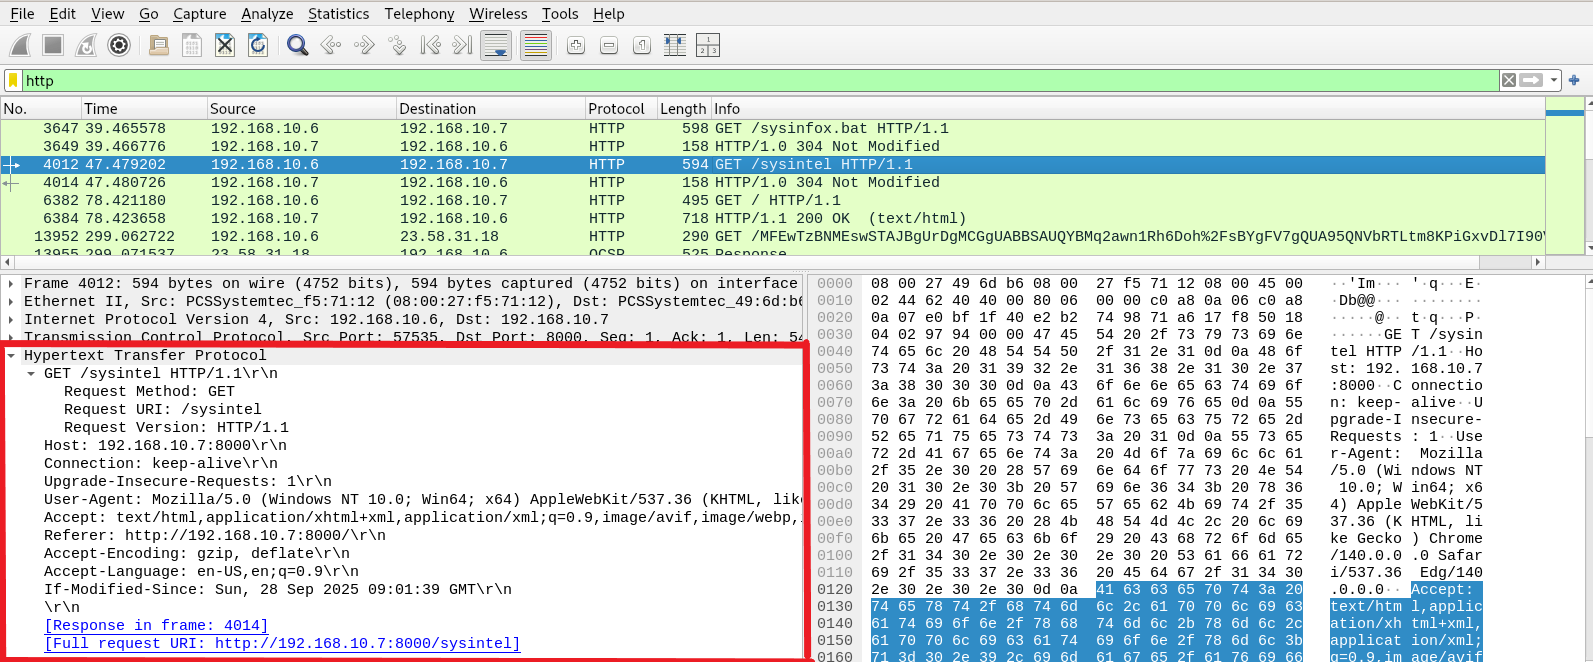 File Edit View Go Capture Analyze Statistics Telephony Wireless Tools Help
http
No. Time Source Destination Protocol Length Info
3647 39.465578 192.168.10.6 192.168.10.7 HTTP 598 GET /sysinfox.bat HTTP/1.1
3649 39.466776 192.168.10.7 192.168.10.6 HTTP 158 HTTP/1.0 304 Not Modified
4012 47.479202 192.168.10.6 192.168.10.7 HTTP 594 GET /sysintel HTTP/1.1
4014 47.480726 192.168.10.7 192.168.10.6 HTTP 158 HTTP/1.0 304 Not Modified
6382 78.421180 192.168.10.6 192.168.10.7 HTTP 495 GET / HTTP/1.1
6384 78.423658 192.168.10.7 192.168.10.6 HTTP 718 HTTP/1.1 200 OK (text/html)
13952 299.062722 192.168.10.6 23.58.31.18 HTTP 290 GET /MFEwTzBNMEswSTAJBgUrDgMCGgUABBSAUQYBMq2awn1Rh6Doh%2FsBYgFV7gQUA95QNVbRTLtm8KPiGxvDl7I90V
13955 299.071537 23.58.31.18 192.168.10.6 OCSP 525 Response
Frame 4012: 594 bytes on wire (4752 bits), 594 bytes captured (4752 bits) on interface
Ethernet II, Src: PCSSystemtec_f5:71:12 (08:00:27:f5:71:12), Dst: PCSSystemtec_49:6d:b6
Internet Protocol Version 4, Src: 192.168.10.6, Dst: 192.168.10.7
Transmission Control Protocol, Src Port: 57535, Dst Port: 8000, Seq: 1, Ack: 1, Len: 54
Hypertext Transfer Protocol
GET /sysintel HTTP/1.1\r\n
Request Method: GET
Request URI: /sysintel
Request Version: HTTP/1.1
Host: 192.168.10.7:8000\r\n
Connection: keep-alive\r\n
Upgrade-Insecure-Requests: 1\r\n
User-Agent: Mozilla/5.0 (Windows NT 10.0; Win64; x64) AppleWebKit/537.36 (KHTML, lik
Accept: text/html,application/xhtml+xml,application/xml;q=0.9,image/avif,image/webp,
Referer: http://192.168.10.7:8000/\r\n
Accept-Encoding: gzip, deflate\r\n
Accept-Language: en-US,en;q=0.9\r\n
If-Modified-Since: Sun, 28 Sep 2025 09:01:39 GMT\r\n
\r\n
[Response in frame: 4014]
[Full request URI: http://192.168.10.7:8000/sysintel]
0000 08 00 27 49 6d b6 08 00 27 f5 71 12 08 00 45 00 ··'Im··· '·q···E·
0010 02 44 62 40 40 00 80 06 00 00 c0 a8 0a 06 c0 a8 ·Db@@··· ········
0020 0a 07 e0 bf 1f 40 e2 b2 74 98 71 a6 17 f8 50 18 ·····@·· t·q···P·
0030 04 02 97 94 00 00 47 45 54 20 2f 73 79 73 69 6e ······GE T /sysin
0040 74 65 6c 20 48 54 54 50 2f 31 2e 31 0d 0a 48 6f tel HTTP /1.1··Ho
0050 73 74 3a 20 31 39 32 2e 31 36 38 2e 31 30 2e 37 st: 192. 168.10.7
0060 3a 38 30 30 30 0d 0a 43 6f 6e 6e 65 63 74 69 6f :8000··C onnectio
0070 6e 3a 20 6b 65 65 70 2d 61 6c 69 76 65 0d 0a 55 n: keep- alive··U
0080 70 67 72 61 64 65 2d 49 6e 73 65 63 75 72 65 2d pgrade-I nsecure-
0090 52 65 71 75 65 73 74 73 3a 20 31 0d 0a 55 73 65 Requests : 1··Use
00a0 72 2d 41 67 65 6e 74 3a 20 4d 6f 7a 69 6c 6c 61 r-Agent: Mozilla
00b0 2f 35 2e 30 20 28 57 69 6e 64 6f 77 73 20 4e 54 /5.0 (Wi ndows NT
00c0 20 31 30 2e 30 3b 20 57 69 6e 36 34 3b 20 78 36 10.0; W in64; x6
00d0 34 29 20 41 70 70 6c 65 57 65 62 4b 69 74 2f 35 4) Apple WebKit/5
00e0 33 37 2e 33 36 20 28 4b 48 54 4d 4c 2c 20 6c 69 37.36 (K HTML, li
00f0 6b 65 20 47 65 63 6b 6f 29 20 43 68 72 6f 6d 65 ke Gecko ) Chrome
0100 2f 31 34 30 2e 30 2e 30 2e 30 20 53 61 66 61 72 /140.0.0 .0 Safar
0110 69 2f 35 33 37 2e 33 36 20 45 64 67 2f 31 34 30 i/537.36 Edg/140
0120 2e 30 2e 30 2e 30 0d 0a 41 63 63 65 70 74 3a 20 .0.0.0·· Accept:
0130 74 65 78 74 2f 68 74 6d 6c 2c 61 70 70 6c 69 63 text/htm l,applic
0140 61 74 69 6f 6e 2f 78 68 74 6d 6c 2b 78 6d 6c 2c ation/xh tml+xml,
0150 61 70 70 6c 69 63 61 74 69 6f 6e 2f 78 6d 6c 3b applicat ion/xml;
0160 71 3d 30 2e 39 2c 69 6d 61 67 65 2f 61 76 69 66 q=0.9,im age/avif